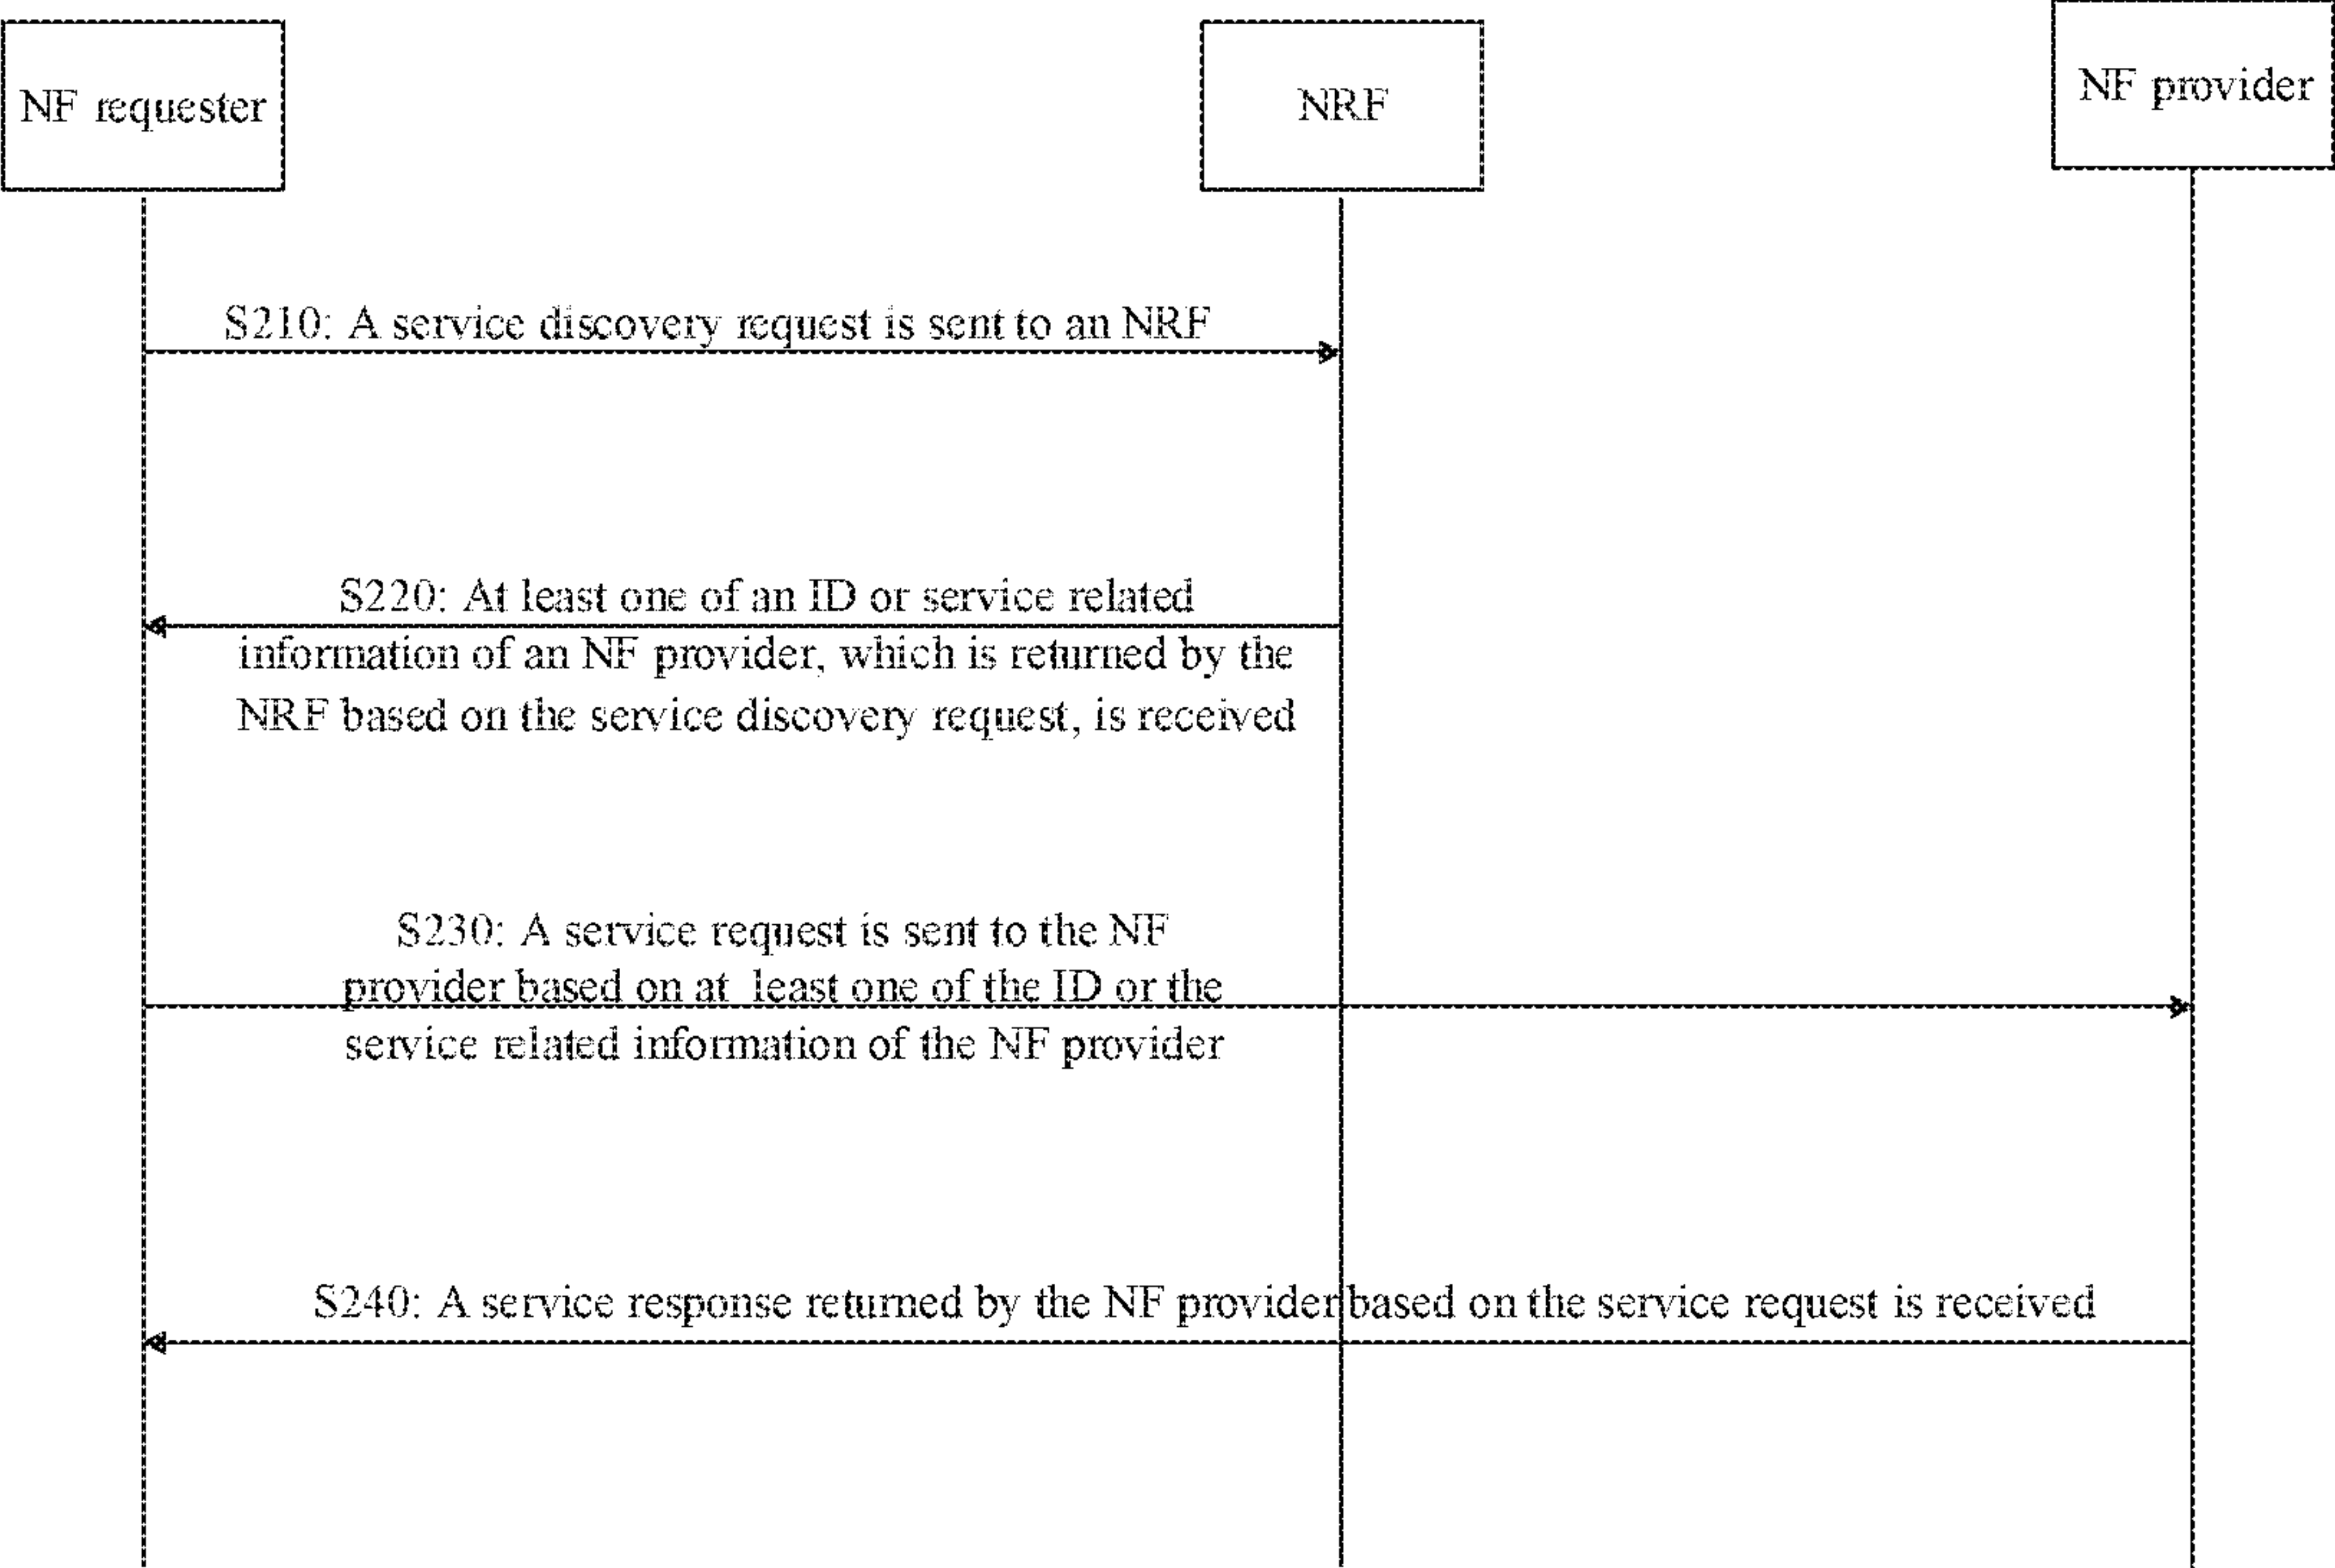 NF requester
NRF
NF provider
S210: A service discovery request is sent to an NRF
S220: At least one of an ID or service related
information of an NF provider, which is returned by the
NRF based on the service discovery request, is received
S230: A service request is sent to the NF
provider based on at least one of the ID or the
service related information of the NF provider
S240: A service response returned by the NF provider based on the service request is received